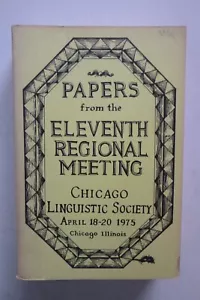 PAPERS
from the
ELEVENTH
REGIONAL
MEETING
CHICAGO
LINGUISTIC SOCIETY
APRIL 18-20 1975
Chicago Illinois